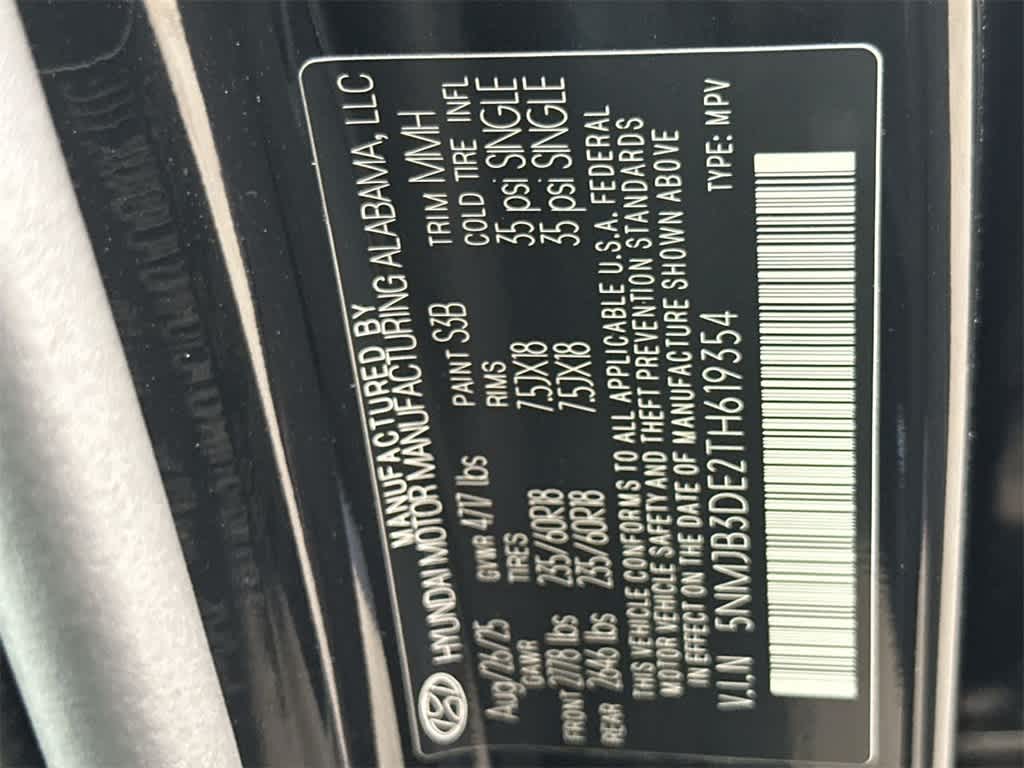 MANUFACTURED BY
HYUNDAI MOTOR MANUFACTURING ALABAMA, LLC
Aug/26/25 GVWR 4717 lbs PAINT S3B TRIM MMH
GAWR TIRES RIMS COLD TIRE INFL
FRONT 2778 lbs 235/60R18 7.5JX18 35 psi SINGLE
REAR 2646 lbs 235/60R18 7.5JX18 35 psi SINGLE
THIS VEHICLE CONFORMS TO ALL APPLICABLE U.S.A. FEDERAL
MOTOR VEHICLE SAFETY AND THEFT PREVENTION STANDARDS
IN EFFECT ON THE DATE OF MANUFACTURE SHOWN ABOVE
V.I.N 5NMJB3DE2TH619354 TYPE: MPV